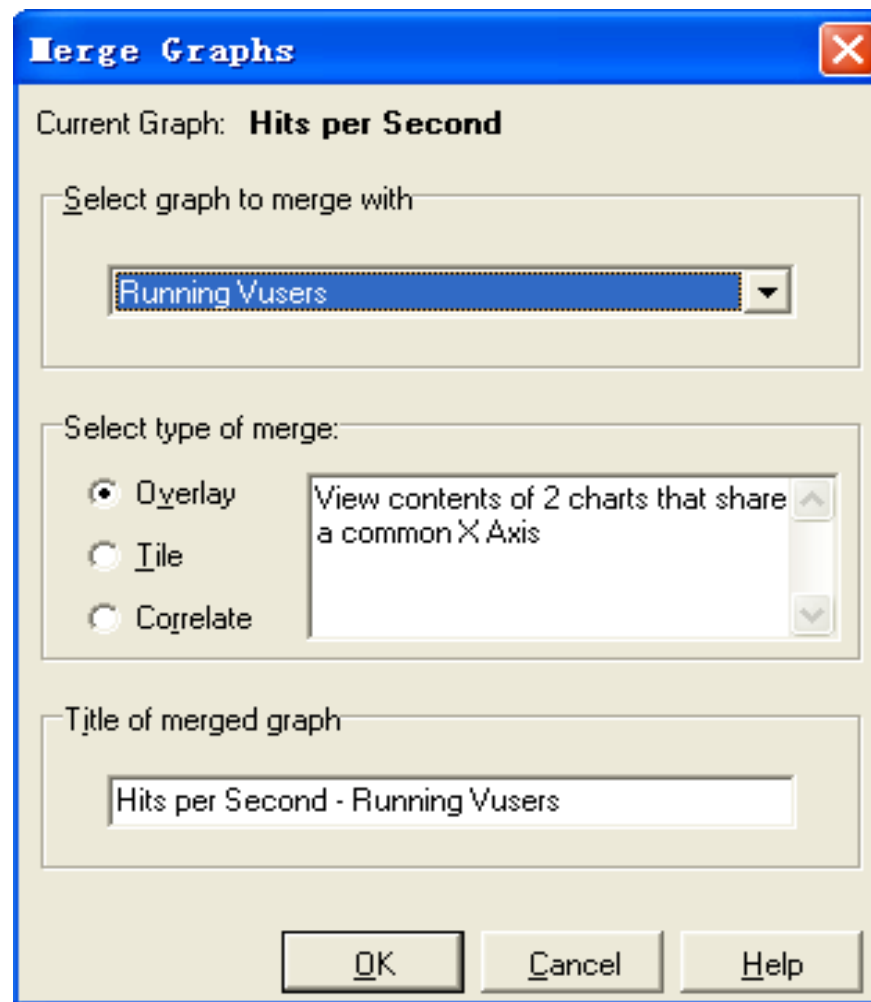 Merge Graphs
Current Graph: Hits per Second
Select graph to merge with
Running Vusers
Select type of merge:
Overlay
View contents of 2 charts that share
a common X Axis
Tile
Correlate
Title of merged graph
Hits per Second - Running Vusers
OK Cancel Help